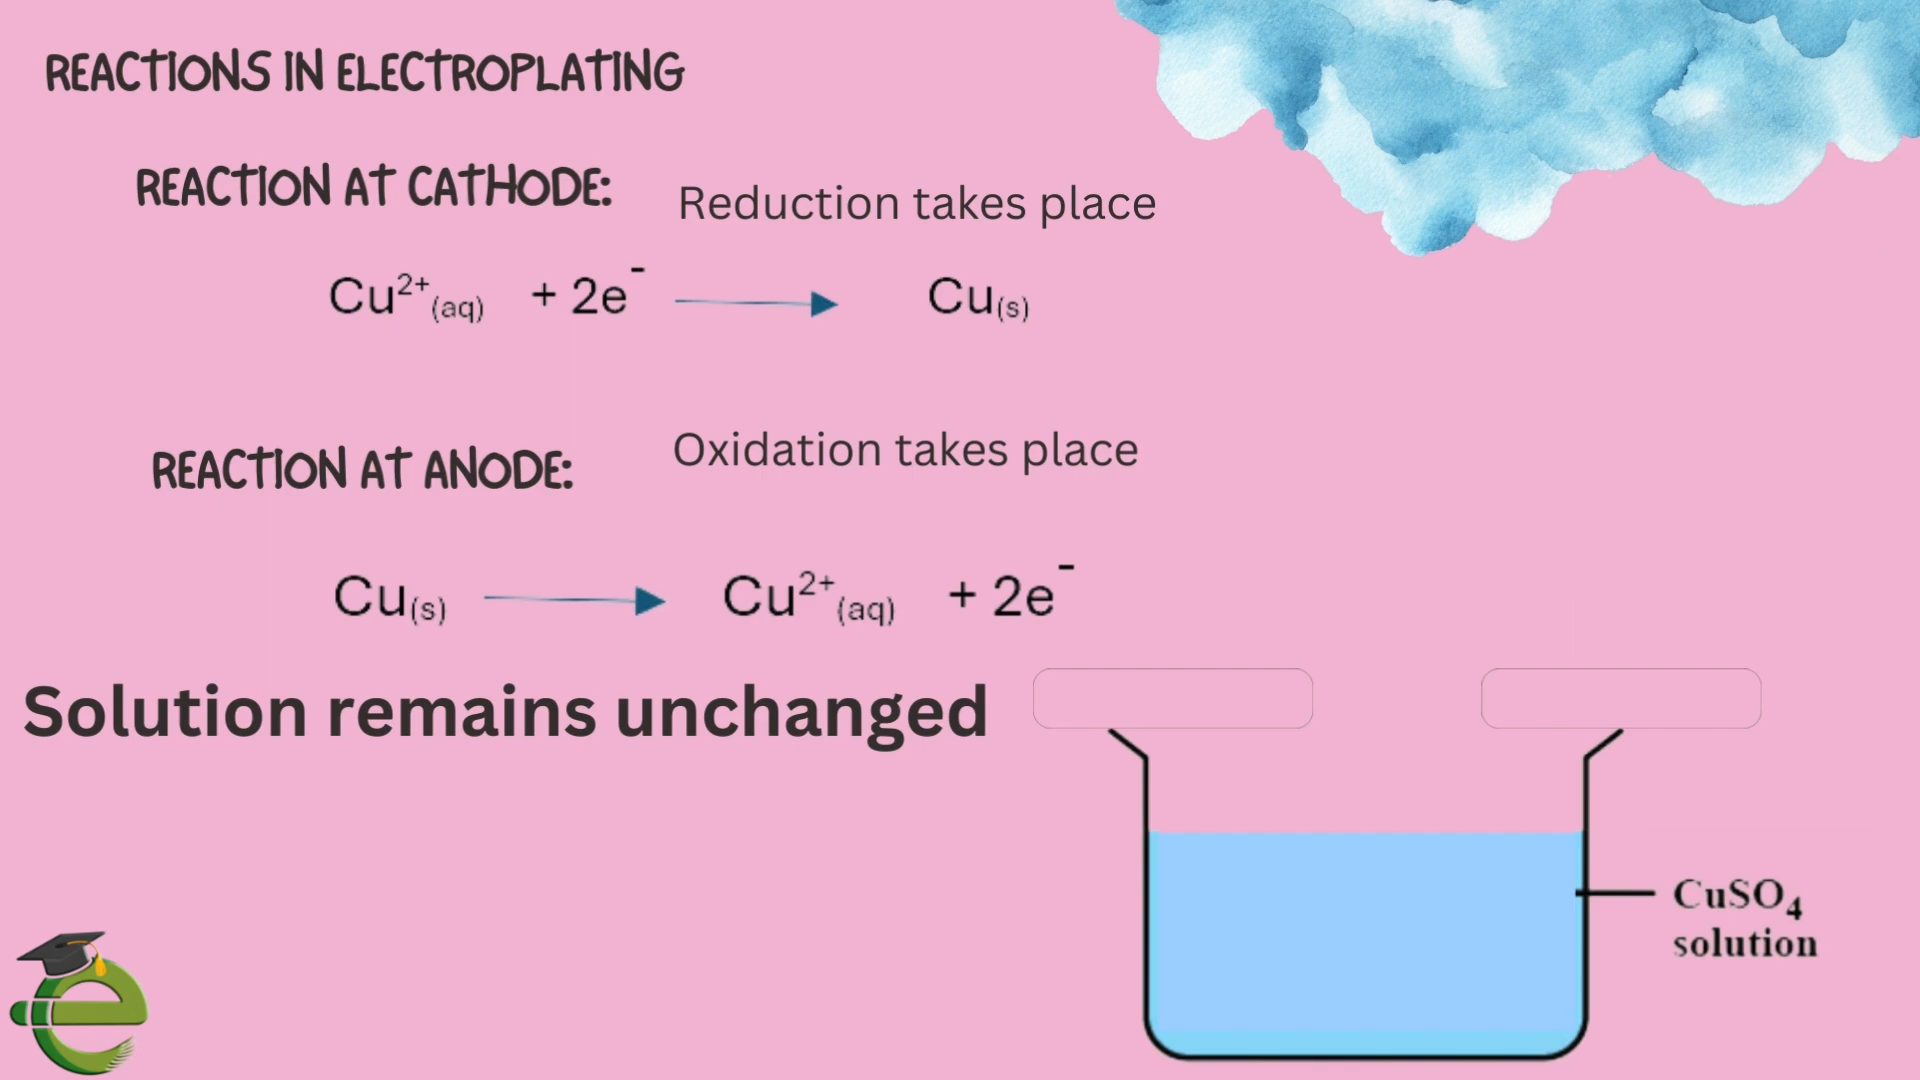 REACTIONS IN ELECTROPLATING
REACTION AT CATHODE: Reduction takes place
Cu²⁺(aq) + 2e⁻ ⟶ Cu(s)
REACTION AT ANODE: Oxidation takes place
Cu(s) ⟶ Cu²⁺(aq) + 2e⁻
Solution remains unchanged
CuSO₄
solution